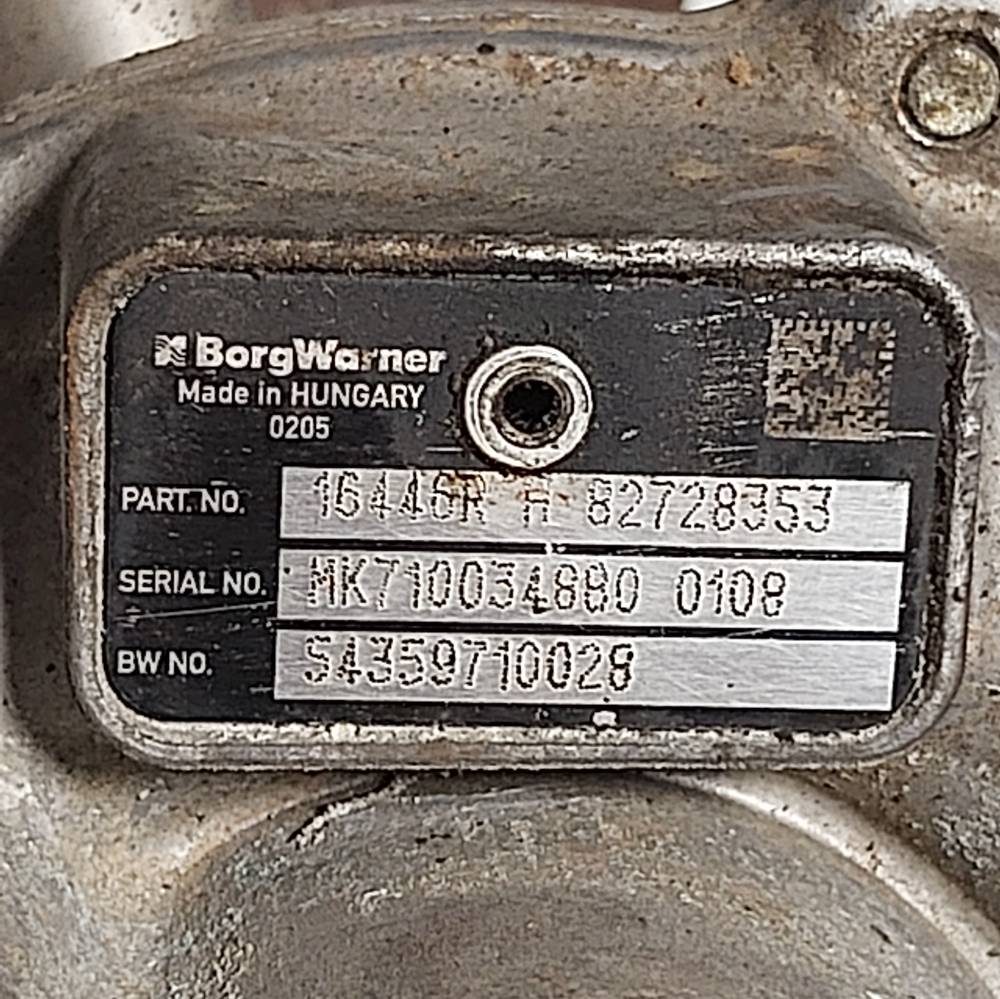 BorgWarner
Made in HUNGARY
0205
PART. NO. 16446R H 82728353
SERIAL NO. MK710034880 0108
BW NO. 54359710028